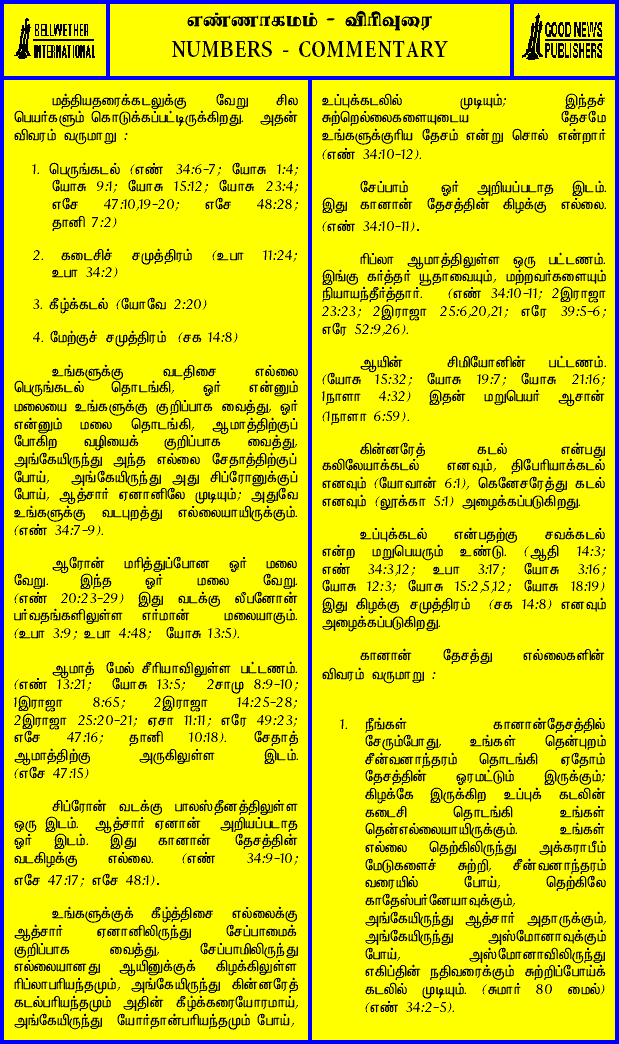 BELLWETHER
INTERNATIONAL
எண்ணாகமம் - விரிவுரை
NUMBERS - COMMENTARY
GOOD NEWS
PUBLISHERS
மத்தியதரைக்கடலுக்கு வேறு சில
பெயர்களும் கொடுக்கப்பட்டிருக்கிறது. அதன்
விவரம் வருமாறு :
1. பெருங்கடல் (எண் 34:6-7; யோசு 1:4;
யோசு 9:1; யோசு 15:12; யோசு 23:4;
எசே 47:10,19-20; எசே 48:28;
தானி 7:2)
2. கடைசிச் சமுத்திரம் (உபா 11:24;
உபா 34:2)
3. கீழ்க்கடல் (யோவே 2:20)
4. மேற்குச் சமுத்திரம் (சக 14:8)
உங்களுக்கு வடதிசை எல்லை
பெருங்கடல் தொடங்கி, ஓர் என்னும்
மலையை உங்களுக்கு குறிப்பாக வைத்து, ஓர்
என்னும் மலை தொடங்கி, ஆமாத்திற்குப்
போகிற வழியைக் குறிப்பாக வைத்து,
அங்கேயிருந்து அந்த எல்லை சேதாத்திற்குப்
போய், அங்கேயிருந்து அது சிப்ரோனுக்குப்
போய், ஆத்சார் ஏனானிலே முடியும்; அதுவே
உங்களுக்கு வடபுறத்து எல்லையாயிருக்கும்.
(எண் 34:7-9).
ஆரோன் மரித்துப்போன ஓர் மலை
வேறு. இந்த ஓர் மலை வேறு.
(எண் 20:23-29) இது வடக்கு லீபனோன்
பர்வதங்களிலுள்ள எர்மான் மலையாகும்.
(உபா 3:9; உபா 4:48; யோசு 13:5).
ஆமாத் மேல் சீரியாவிலுள்ள பட்டணம்.
(எண் 13:21; யோசு 13:5; 2சாமு 8:9-10;
1இராஜா 8:65; 2இராஜா 14:25-28;
2இராஜா 25:20-21; ஏசா 11:11; எரே 49:23;
எசே 47:16; தானி 10:18). சேதாத்
ஆமாத்திற்கு அருகிலுள்ள இடம்.
(எசே 47:15)
சிப்ரோன் வடக்கு பாலஸ்தீனத்திலுள்ள
ஒரு இடம். ஆத்சார் ஏனான் அறியப்படாத
ஓர் இடம். இது கானான் தேசத்தின்
வடகிழக்கு எல்லை. (எண் 34:9-10;
எசே 47:17; எசே 48:1).
உங்களுக்குக் கீழ்த்திசை எல்லைக்கு
ஆத்சார் ஏனானிலிருந்து சேப்பாமைக்
குறிப்பாக வைத்து, சேப்பாமிலிருந்து
எல்லையானது ஆயினுக்குக் கிழக்கிலுள்ள
ரிப்லாபரியந்தமும், அங்கேயிருந்து கின்னரேத்
கடல்பரியந்தமும் அதின் கீழ்க்கரையோரமாய்,
அங்கேயிருந்து யோர்தான்பரியந்தமும் போய்,
உப்புக்கடலில் முடியும்; இந்தச்
சுற்றெல்லைகளையுடைய தேசமே
உங்களுக்குரிய தேசம் என்று சொல் என்றார்
(எண் 34:10-12).
சேப்பாம் ஓர் அறியப்படாத இடம்.
இது கானான் தேசத்தின் கிழக்கு எல்லை.
(எண் 34:10-11).
ரிப்லா ஆமாத்திலுள்ள ஒரு பட்டணம்.
இங்கு கர்த்தர் யூதாவையும், மற்றவர்களையும்
நியாயந்தீர்த்தார். (எண் 34:10-11; 2இராஜா
23:23; 2இராஜா 25:6,20,21; எரே 39:5-6;
எரே 52:9,26).
ஆயின் சிமியோனின் பட்டணம்.
(யோசு 15:32; யோசு 19:7; யோசு 21:16;
1நாளா 4:32) இதன் மறுபெயர் ஆசான்
(1நாளா 6:59).
கின்னரேத் கடல் என்பது
கலிலேயாக்கடல் எனவும், திபேரியாக்கடல்
எனவும் (யோவான் 6:1), கெனேசரேத்து கடல்
எனவும் (லூக்கா 5:1) அழைக்கப்படுகிறது.
உப்புக்கடல் என்பதற்கு சவக்கடல்
என்ற மறுபெயரும் உண்டு. (ஆதி 14:3;
எண் 34:3,12; உபா 3:17; யோசு 3:16;
யோசு 12:3; யோசு 15:2,5,12; யோசு 18:19)
இது கிழக்கு சமுத்திரம் (சக 14:8) எனவும்
அழைக்கப்படுகிறது.
கானான் தேசத்து எல்லைகளின்
விவரம் வருமாறு :
1. நீங்கள் கானான்தேசத்தில்
சேரும்போது, உங்கள் தென்புறம்
சீன்வனாந்தரம் தொடங்கி ஏதோம்
தேசத்தின் ஓரமட்டும் இருக்கும்;
கிழக்கே இருக்கிற உப்புக் கடலின்
கடைசி தொடங்கி உங்கள்
தென்எல்லையாயிருக்கும். உங்கள்
எல்லை தெற்கிலிருந்து அக்கராபீம்
மேடுகளைச் சுற்றி, சீன்வனாந்தரம்
வரையில் போய், தெற்கிலே
காதேஸ்பர்னேயாவுக்கும்,
அங்கேயிருந்து ஆத்சார் அதாருக்கும்,
அங்கேயிருந்து அஸ்மோனாவுக்கும்
போய், அஸ்மோனாவிலிருந்து
எகிப்தின் நதிவரைக்கும் சுற்றிப்போய்க்
கடலில் முடியும். (சுமார் 80 மைல்)
(எண் 34:2-5).